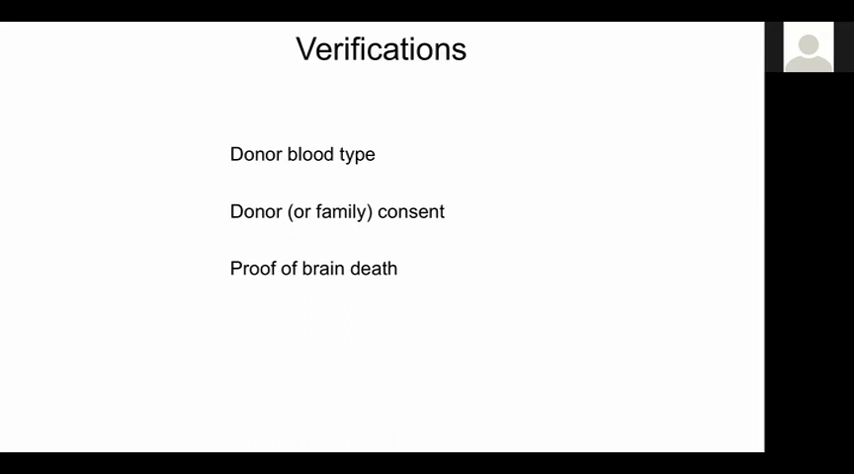 Verifications
Donor blood type
Donor (or family) consent
Proof of brain death